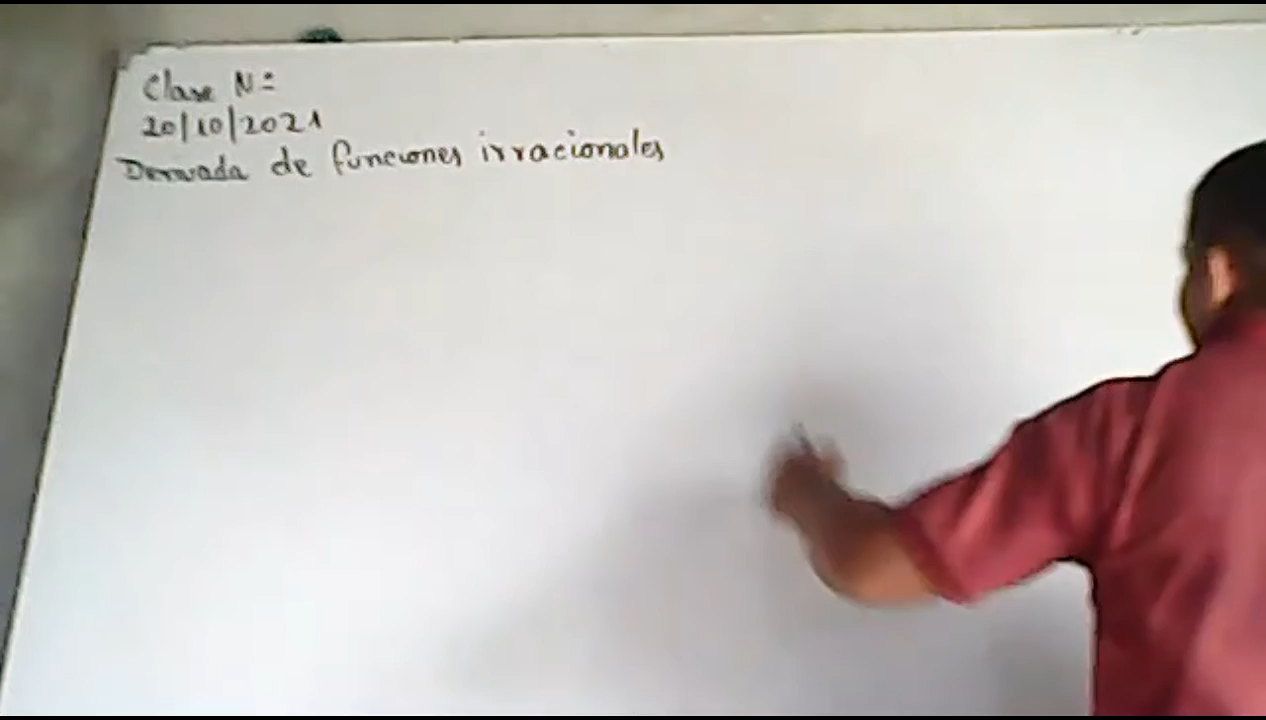 Clase N=
20/10/2021
Derivada de funciones irracionales